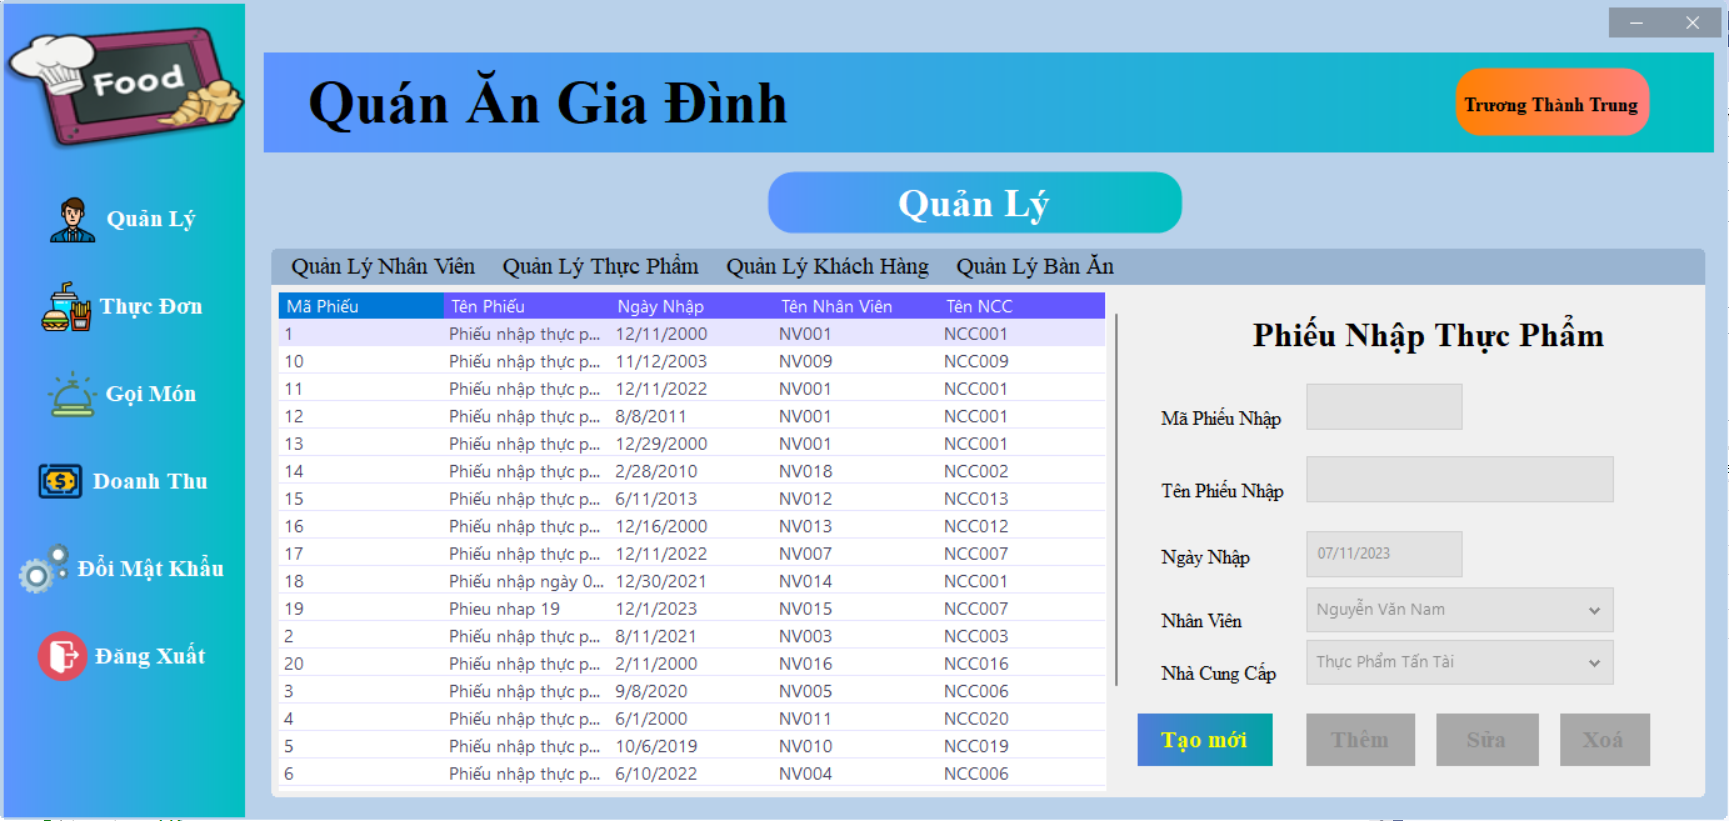 Food
Quán Ăn Gia Đình
Trương Thành Trung
Quản Lý
Thực Đơn
Gọi Món
Doanh Thu
Đổi Mật Khẩu
Đăng Xuất
Quản Lý
Quản Lý Nhân Viên Quản Lý Thực Phẩm Quản Lý Khách Hàng Quản Lý Bàn Ăn
Mã Phiếu Tên Phiếu Ngày Nhập Tên Nhân Viên Tên NCC
1 Phiếu nhập thực p... 12/11/2000 NV001 NCC001
10 Phiếu nhập thực p... 11/12/2003 NV009 NCC009
11 Phiếu nhập thực p... 12/11/2022 NV001 NCC001
12 Phiếu nhập thực p... 8/8/2011 NV001 NCC001
13 Phiếu nhập thực p... 12/29/2000 NV001 NCC001
14 Phiếu nhập thực p... 2/28/2010 NV018 NCC002
15 Phiếu nhập thực p... 6/11/2013 NV012 NCC013
16 Phiếu nhập thực p... 12/16/2000 NV013 NCC012
17 Phiếu nhập thực p... 12/11/2022 NV007 NCC007
18 Phiếu nhập ngày 0... 12/30/2021 NV014 NCC001
19 Phieu nhap 19 12/1/2023 NV015 NCC007
2 Phiếu nhập thực p... 8/11/2021 NV003 NCC003
20 Phiếu nhập thực p... 2/11/2000 NV016 NCC016
3 Phiếu nhập thực p... 9/8/2020 NV005 NCC006
4 Phiếu nhập thực p... 6/1/2000 NV011 NCC020
5 Phiếu nhập thực p... 10/6/2019 NV010 NCC019
6 Phiếu nhập thực p... 6/10/2022 NV004 NCC006
Phiếu Nhập Thực Phẩm
Mã Phiếu Nhập
Tên Phiếu Nhập
Ngày Nhập 07/11/2023
Nhân Viên Nguyễn Văn Nam
Nhà Cung Cấp Thực Phẩm Tấn Tài
Tạo mới Thêm Sửa Xoá